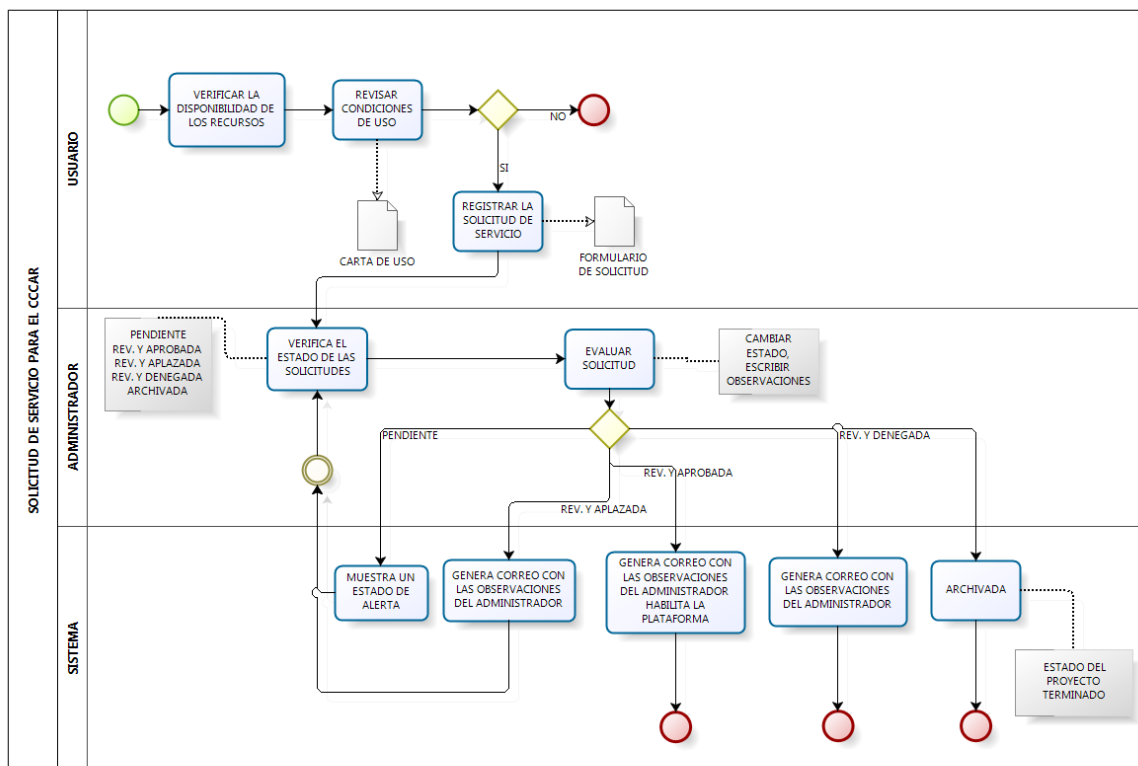 SOLICITUD DE SERVICIO PARA EL CCCAR
USUARIO
VERIFICAR LA
DISPONIBILIDAD DE
LOS RECURSOS
REVISAR
CONDICIONES
DE USO
NO
SI
CARTA DE USO
REGISTRAR LA
SOLICITUD DE
SERVICIO
FORMULARIO
DE SOLICITUD
ADMINISTRADOR
PENDIENTE
REV. Y APROBADA
REV. Y APLAZADA
REV. Y DENEGADA
ARCHIVADA
VERIFICA EL
ESTADO DE LAS
SOLICITUDES
EVALUAR
SOLICITUD
CAMBIAR
ESTADO,
ESCRIBIR
OBSERVACIONES
PENDIENTE
REV. Y DENEGADA
REV. Y APROBADA
REV. Y APLAZADA
SISTEMA
MUESTRA UN
ESTADO DE
ALERTA
GENERA CORREO CON
LAS OBSERVACIONES
DEL ADMINISTRADOR
GENERA CORREO CON
LAS OBSERVACIONES
DEL ADMINISTRADOR
HABILITA LA
PLATAFORMA
GENERA CORREO CON
LAS OBSERVACIONES
DEL ADMINISTRADOR
ARCHIVADA
ESTADO DEL
PROYECTO
TERMINADO